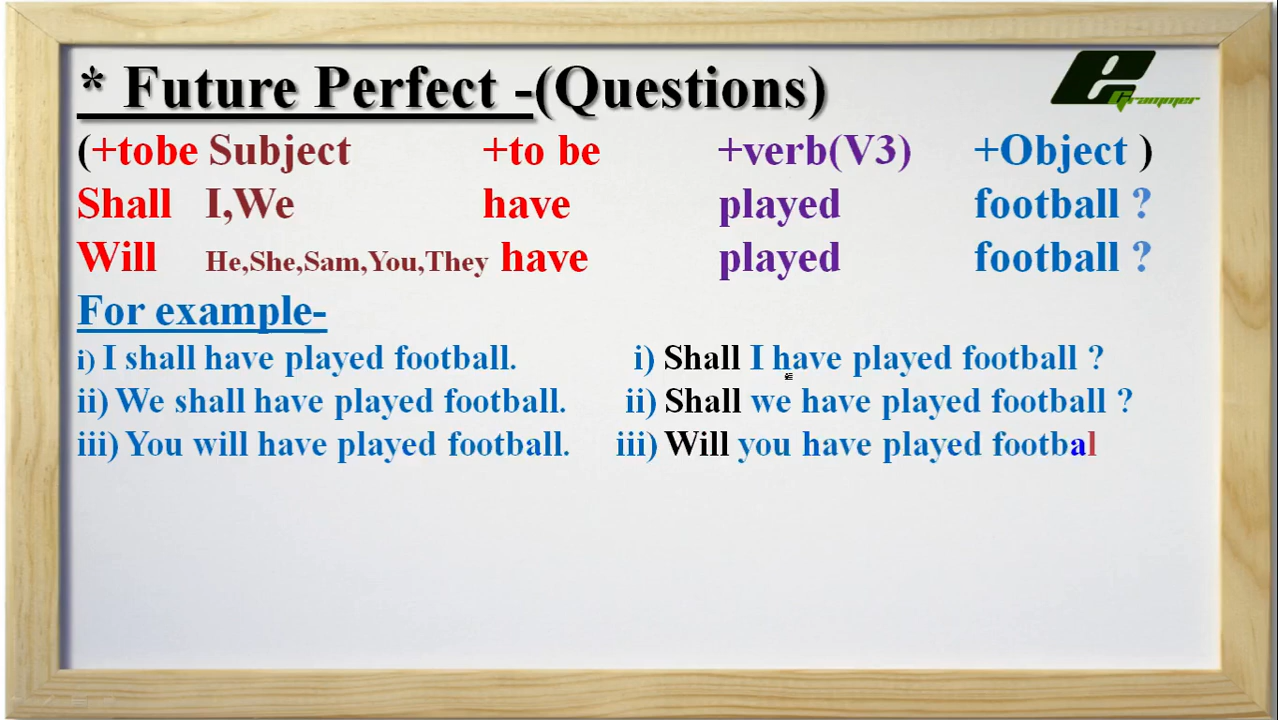 * Future Perfect -(Questions)
e Grammer
(+tobe Subject +to be +verb(V3) +Object )
Shall I,We have played football ?
Will He,She,Sam,You,They have played football ?
For example-
i) I shall have played football. i) Shall I have played football ?
ii) We shall have played football. ii) Shall we have played football ?
iii) You will have played football. iii) Will you have played footbal